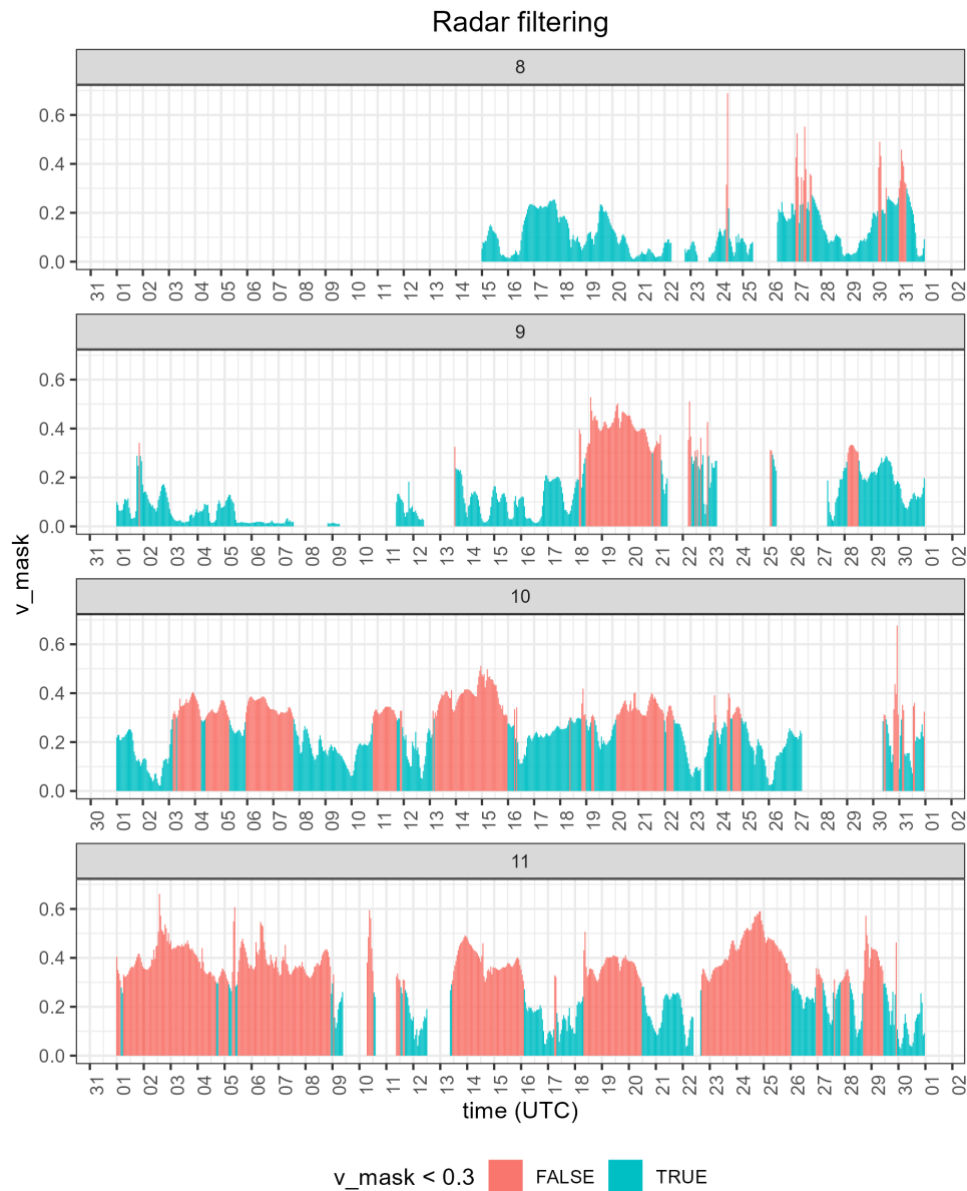 Radar filtering
8
0.6
0.4
0.2
0.0
31 01 02 03 04 05 06 07 08 09 10 11 12 13 14 15 16 17 18 19 20 21 22 23 24 25 26 27 28 29 30 31 01 02
9
0.6
0.4
0.2
0.0
31 01 02 03 04 05 06 07 08 09 10 11 12 13 14 15 16 17 18 19 20 21 22 23 24 25 26 27 28 29 30 31 01 02
v_mask
10
0.6
0.4
0.2
0.0
30 01 02 03 04 05 06 07 08 09 10 11 12 13 14 15 16 17 18 19 20 21 22 23 24 25 26 27 28 29 30 31 01 02
11
0.6
0.4
0.2
0.0
31 01 02 03 04 05 06 07 08 09 10 11 12 13 14 15 16 17 18 19 20 21 22 23 24 25 26 27 28 29 30 01 02
time (UTC)
v_mask < 0.3 FALSE TRUE